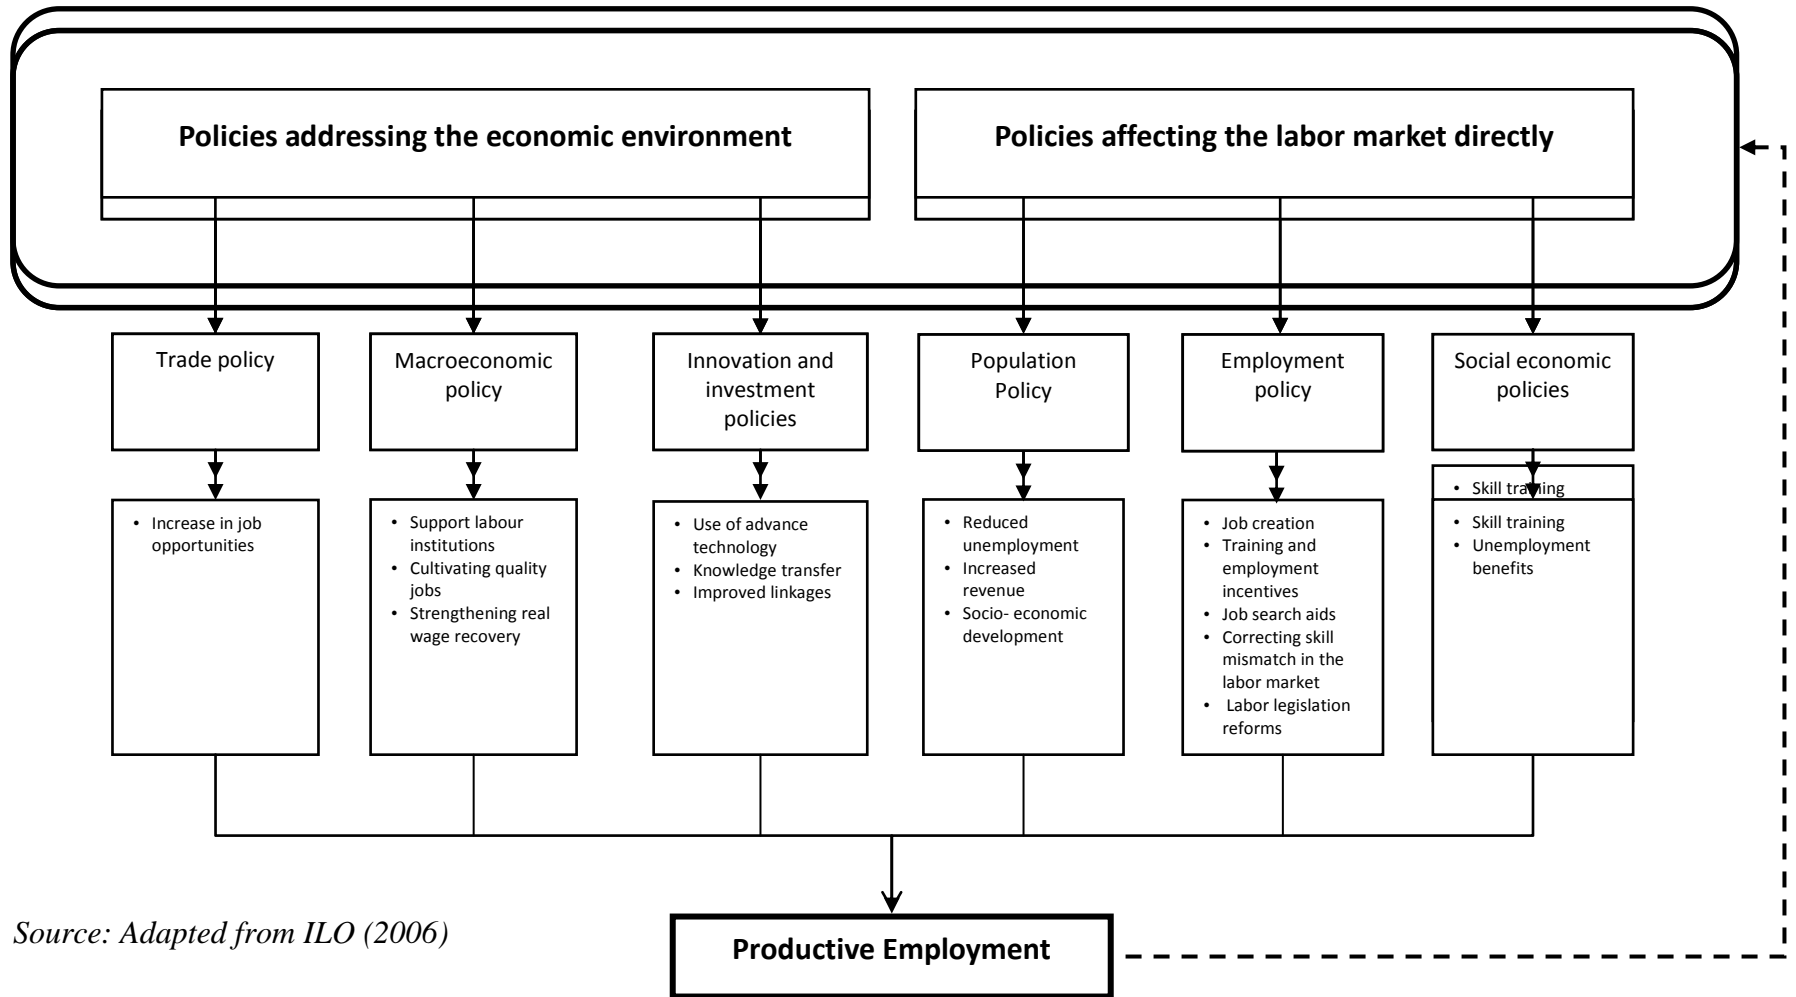 Policies addressing the economic environment
Policies affecting the labor market directly
Trade policy
Macroeconomic
policy
Innovation and
investment
policies
Population
Policy
Employment
policy
Social economic
policies
• Increase in job
opportunities
• Support labour
institutions
• Cultivating quality
jobs
• Strengthening real
wage recovery
• Use of advance
technology
• Knowledge transfer
• Improved linkages
• Reduced
unemployment
• Increased
revenue
• Socio- economic
development
• Job creation
• Training and
employment
incentives
• Job search aids
• Correcting skill
mismatch in the
labor market
• Labor legislation
reforms
• Skill training
• Skill training
• Unemployment
benefits
Source: Adapted from ILO (2006)
Productive Employment